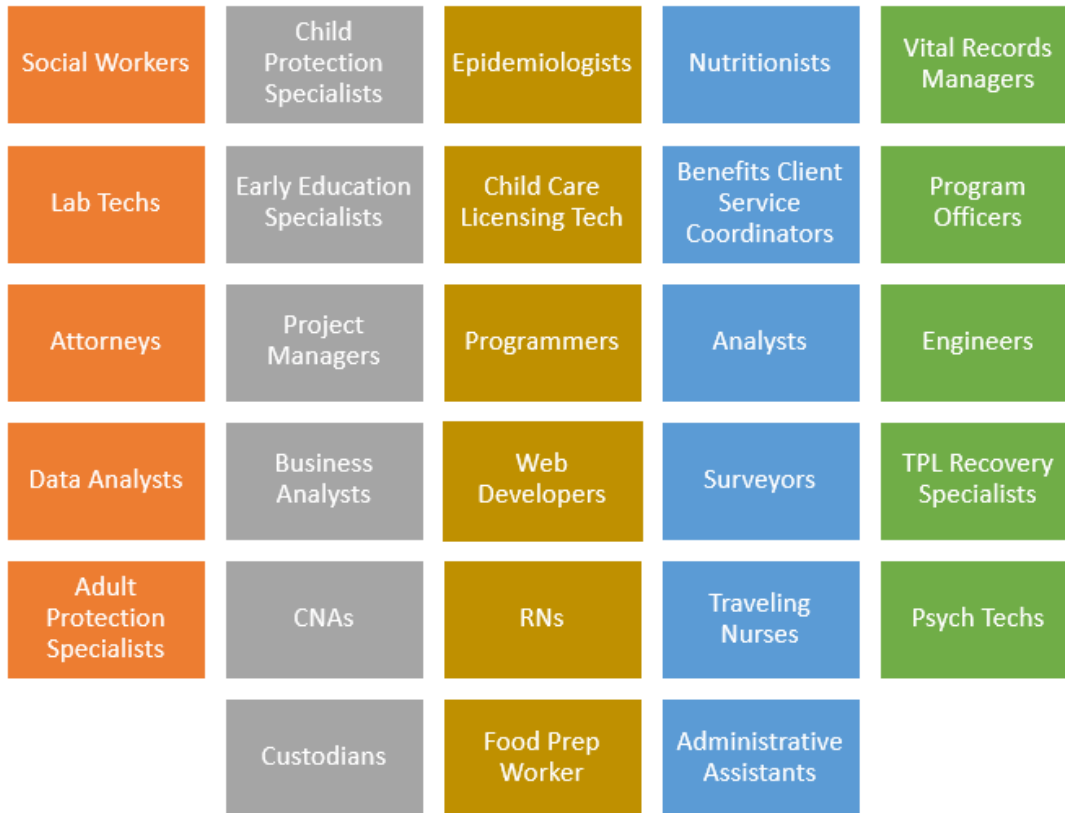 Social Workers
Child
Protection
Specialists
Epidemiologists
Nutritionists
Vital Records
Managers
Lab Techs
Early Education
Specialists
Child Care
Licensing Tech
Benefits Client
Service
Coordinators
Program
Officers
Attorneys
Project
Managers
Programmers
Analysts
Engineers
Data Analysts
Business
Analysts
Web
Developers
Surveyors
TPL Recovery
Specialists
Adult
Protection
Specialists
CNAs
RNs
Traveling
Nurses
Psych Techs
Custodians
Food Prep
Worker
Administrative
Assistants